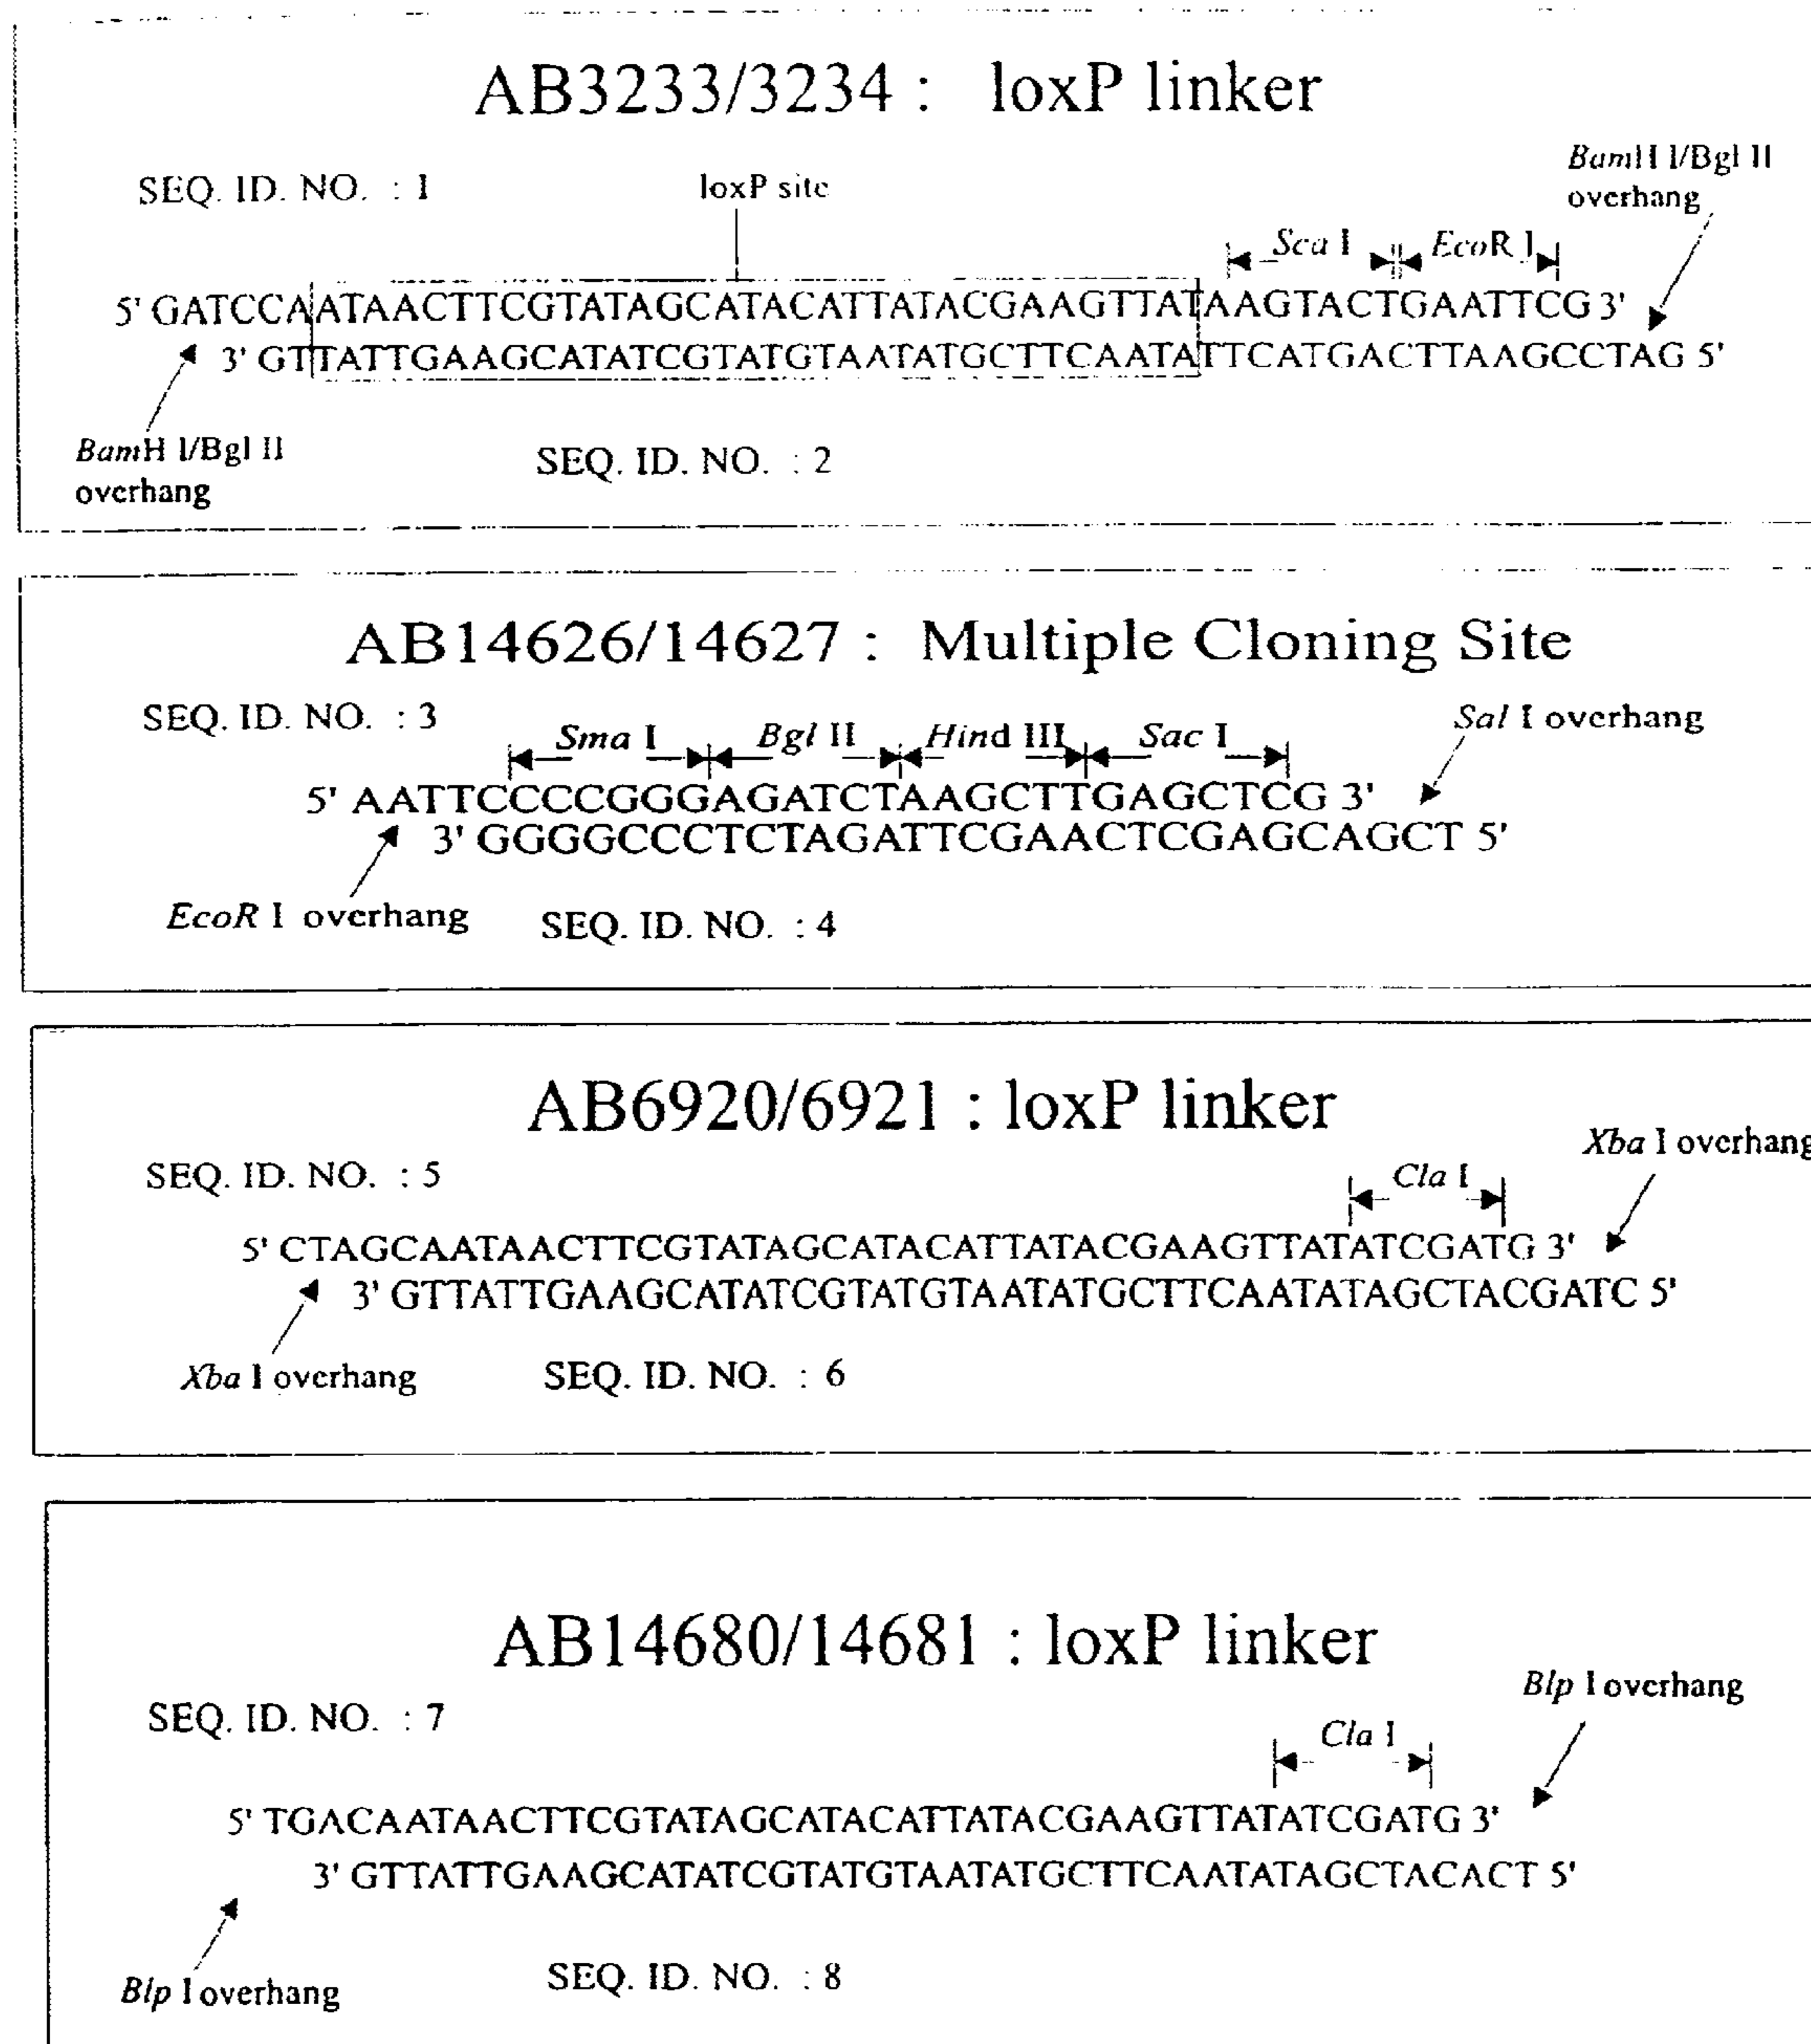 AB3233/3234 : loxP linker
BamH I/Bgl II
SEQ. ID. NO. : 1 loxP site overhang
Sca I EcoR I
5' GATCCAATAACTTCGTATAGCATACATTATACGAAGTTATAAGTACTGAATTCG 3'
3' GTTATTGAAGCATATCGTATGTAATATGCTTCAATATTCATGACTTAAGCCTAG 5'
BamH I/Bgl II SEQ. ID. NO. : 2
overhang
AB14626/14627 : Multiple Cloning Site
SEQ. ID. NO. : 3 Sal I overhang
Sma I Bgl II Hind III Sac I
5' AATTCCCCCGGGAGATCTAAGCTTGAGCTCG 3'
3' GGGGCCCTCTAGATTCGAACTCGAGCAGCT 5'
EcoR I overhang SEQ. ID. NO. : 4
AB6920/6921 : loxP linker
Xba I overhang
SEQ. ID. NO. : 5 Cla I
5' CTAGCAATAACTTCGTATAGCATACATTATACGAAGTTATATCGATG 3'
3' GTTATTGAAGCATATCGTATGTAATATGCTTCAATATAGCTACGATC 5'
Xba I overhang SEQ. ID. NO. : 6
AB14680/14681 : loxP linker
Blp I overhang
SEQ. ID. NO. : 7
Cla I
5' TGACAATAACTTCGTATAGCATACATTATACGAAGTTATATCGATG 3'
3' GTTATTGAAGCATATCGTATGTAATATGCTTCAATATAGCTACACT 5'
Blp I overhang SEQ. ID. NO. : 8